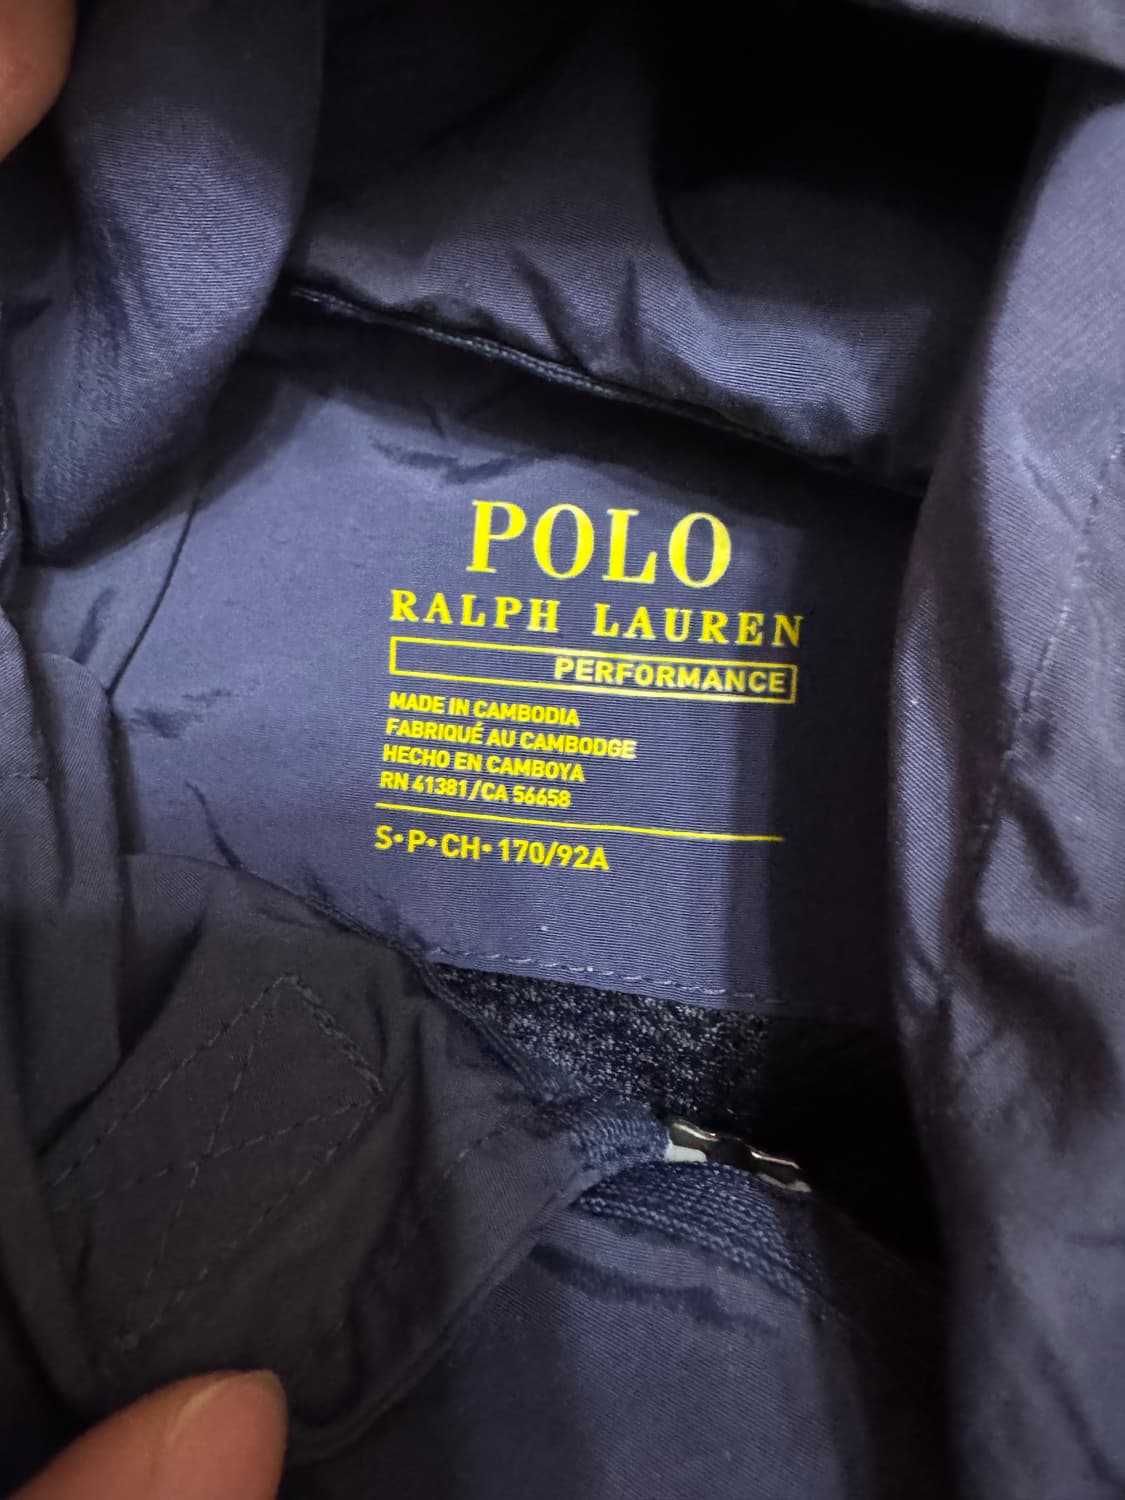 POLO
RALPH LAUREN
PERFORMANCE
MADE IN CAMBODIA
FABRIQUÉ AU CAMBODGE
HECHO EN CAMBOYA
RN 41381/CA 56658
S•P•CH•170/92A